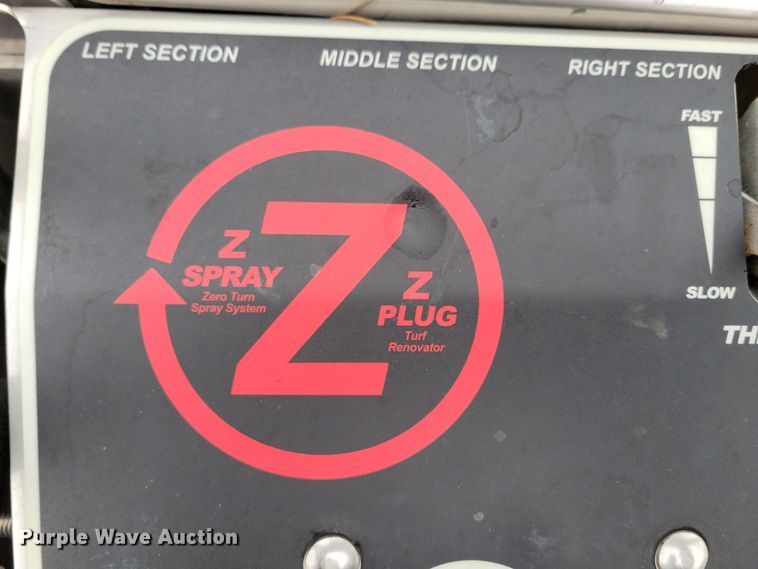 LEFT SECTION
MIDDLE SECTION
RIGHT SECTION
FAST
SLOW
Z
Z
SPRAY
Zero Turn
Spray System
Z
PLUG
Turf
Renovator
Purple Wave Auction